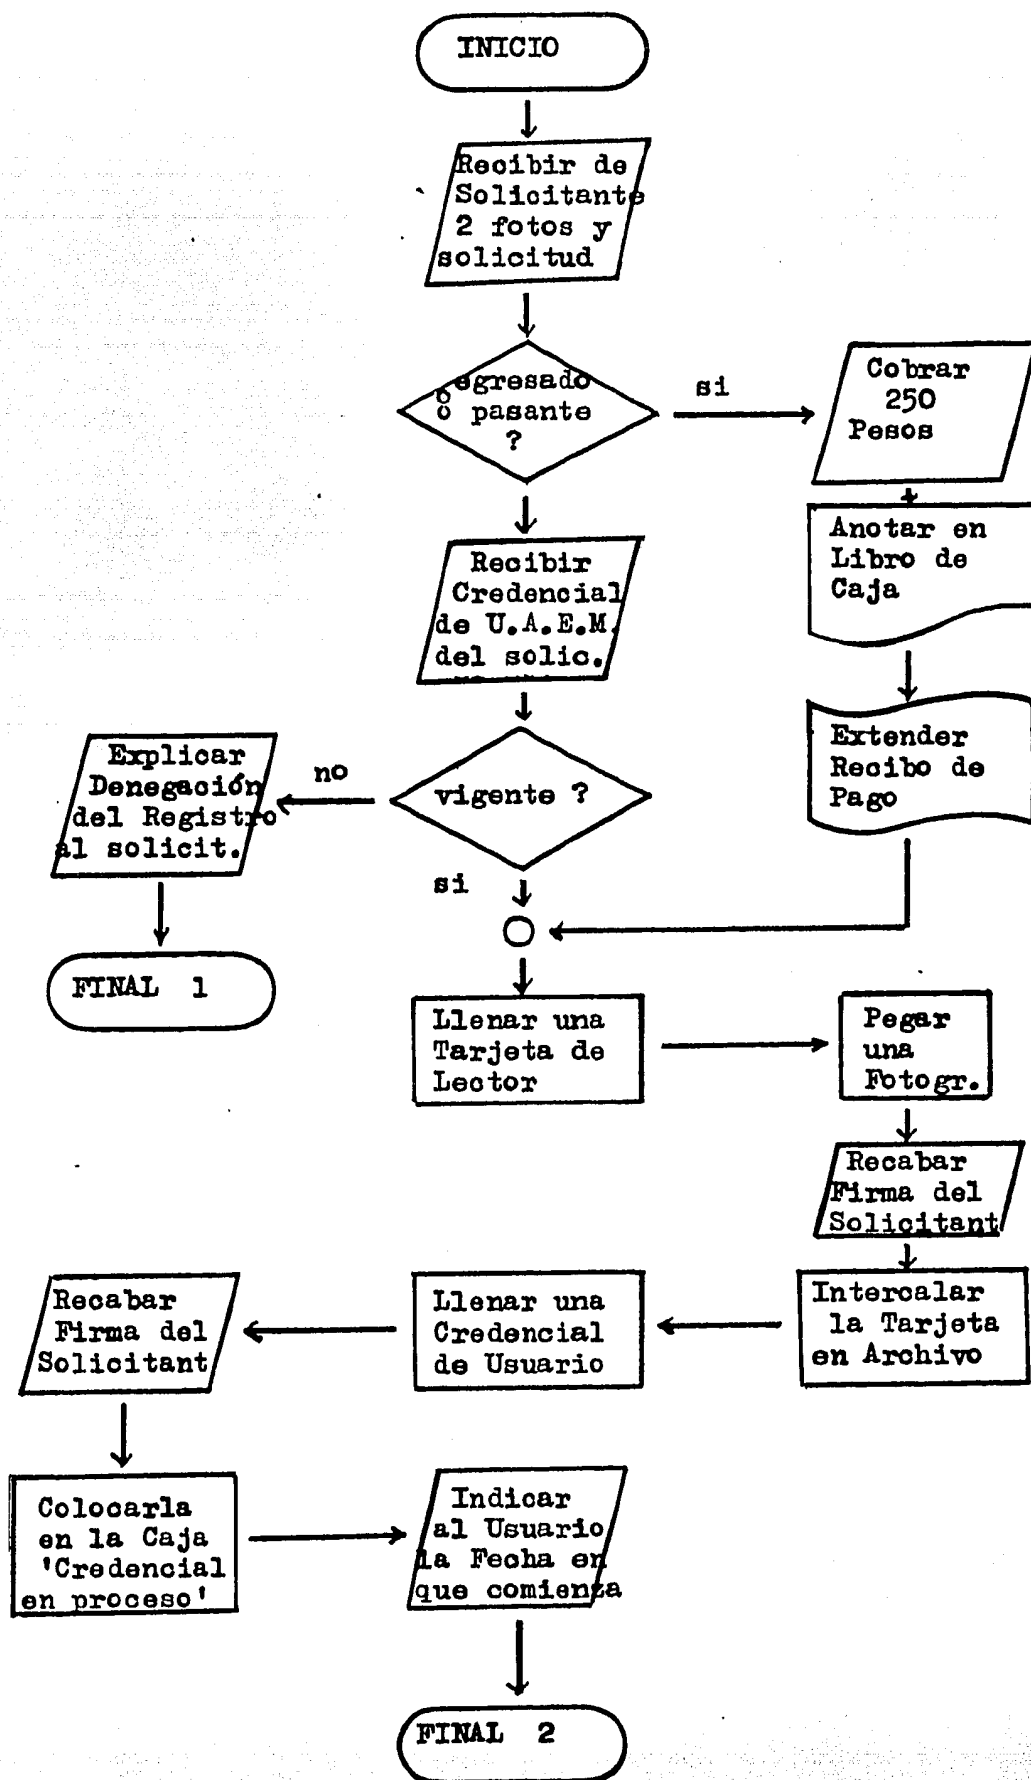 INICIO
Recibir de
Solicitante
2 fotos y
solicitud
egresado
ó pasante
?
si
Cobrar
250
Pesos
Anotar en
Libro de
Caja
Extender
Recibo de
Pago
Recibir
Credencial
de U.A.E.M.
del solic.
vigente ?
no
Explicar
Denegación
del Registro
al solicit.
FINAL 1
si
Llenar una
Tarjeta de
Lector
Pegar
una
Fotogr.
Recabar
Firma del
Solicitant
Intercalar
la Tarjeta
en Archivo
Llenar una
Credencial
de Usuario
Recabar
Firma del
Solicitant
Colocarla
en la Caja
'Credencial
en proceso'
Indicar
al Usuario
la Fecha en
que comienza
FINAL 2